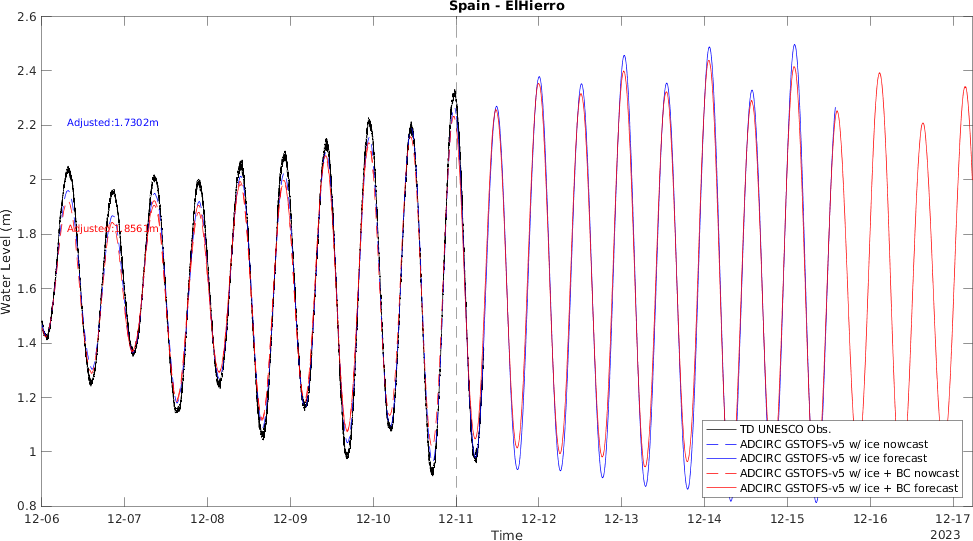 Spain - ElHierro
2.6
2.4
2.2
2
1.8
1.6
1.4
1.2
1
0.8
Water Level (m)
Adjusted:1.7302m
Adjusted:1.8561m
TD UNESCO Obs.
ADCIRC GSTOFS-v5 w/ ice nowcast
ADCIRC GSTOFS-v5 w/ ice forecast
ADCIRC GSTOFS-v5 w/ ice + BC nowcast
ADCIRC GSTOFS-v5 w/ ice + BC forecast
12-06 12-07 12-08 12-09 12-10 12-11 12-12 12-13 12-14 12-15 12-16 12-17
Time
2023